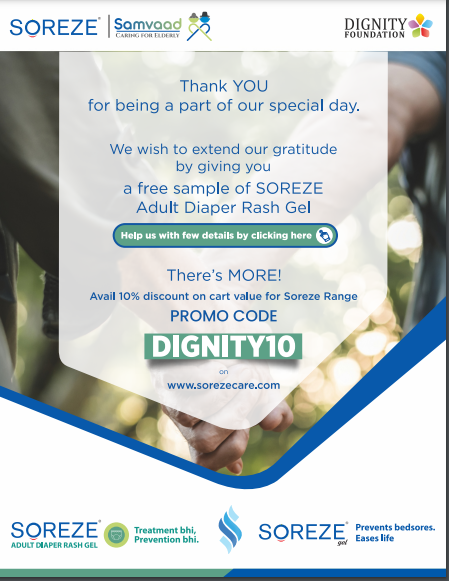 SOREZE®
Samvaad
CARING FOR ELDERLY
DIGNITY
FOUNDATION
Thank YOU
for being a part of our special day.
We wish to extend our gratitude
by giving you
a free sample of SOREZE
Adult Diaper Rash Gel
Help us with few details by clicking here
There's MORE!
Avail 10% discount on cart value for Soreze Range
PROMO CODE
DIGNITY10
on
www.sorezecare.com
SOREZE®
ADULT DIAPER RASH GEL
Treatment bhi,
Prevention bhi.
SOREZE®
gel
Prevents bedsores.
Eases life